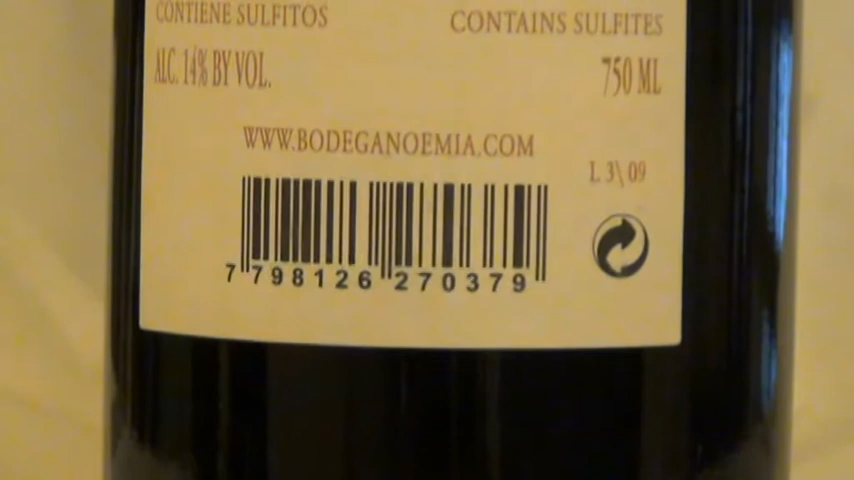 CONTIENE SULFITOS CONTAINS SULFITES
ALC. 14% BY VOL. 750 ML
WWW.BODEGANOEMIA.COM
L 3\ 09
7 798126 270379